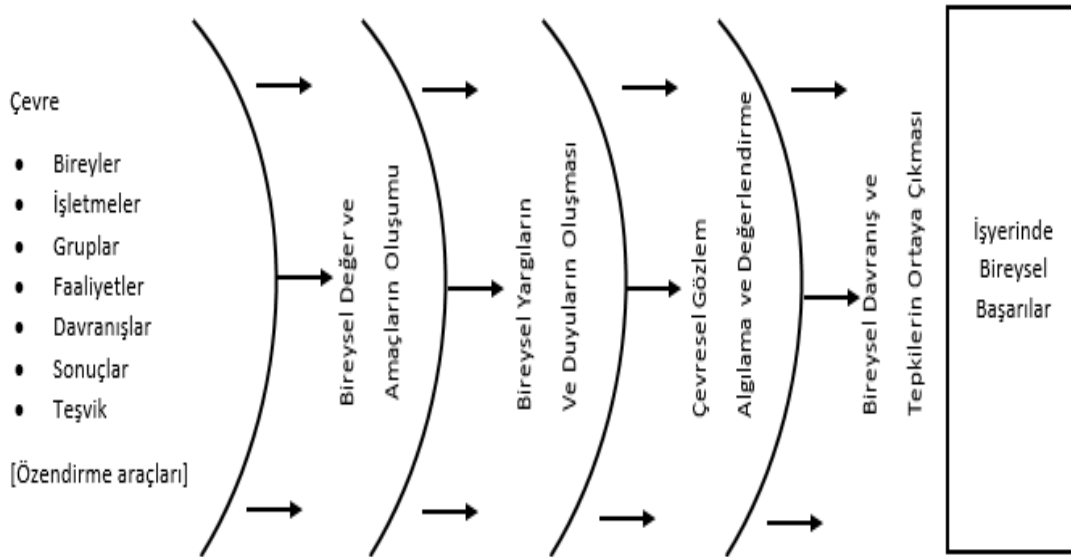 Çevre
Bireyler
İşletmeler
Gruplar
Faaliyetler
Davranışlar
Sonuçlar
Teşvik
[Özendirme araçları]
Bireysel Değer ve
Amaçların Oluşumu
Bireysel Yargıların
Ve Duyuların Oluşması
Çevresel Gözlem
Algılama ve Değerlendirme
Bireysel Davranış ve
Tepkilerin Ortaya Çıkması
İşyerinde
Bireysel
Başarılar